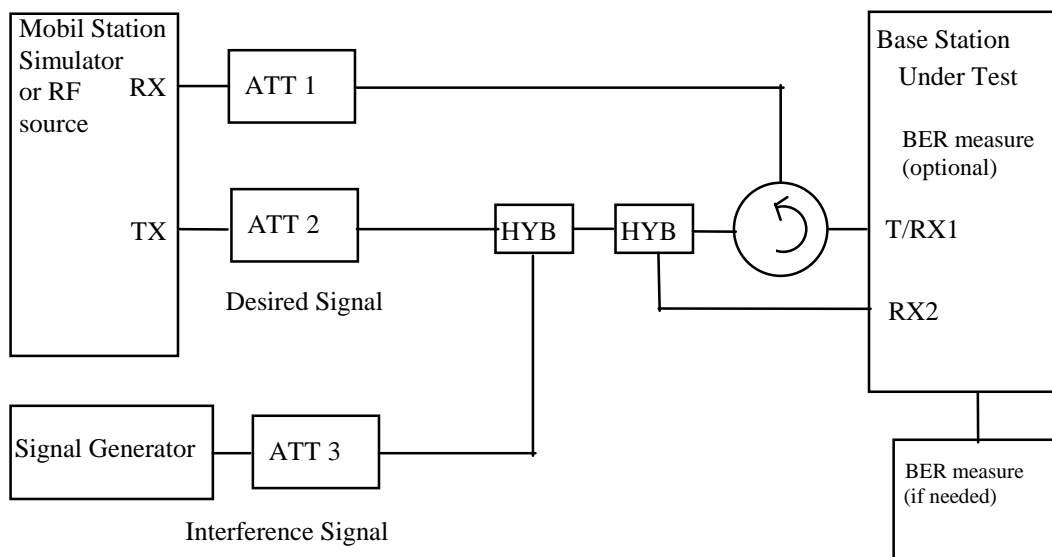 Mobil Station
Simulator
or RF
source
RX
TX
ATT 1
ATT 2
Desired Signal
HYB
HYB
Base Station
Under Test
BER measure
(optional)
T/RX1
RX2
Signal Generator
ATT 3
Interference Signal
BER measure
(if needed)